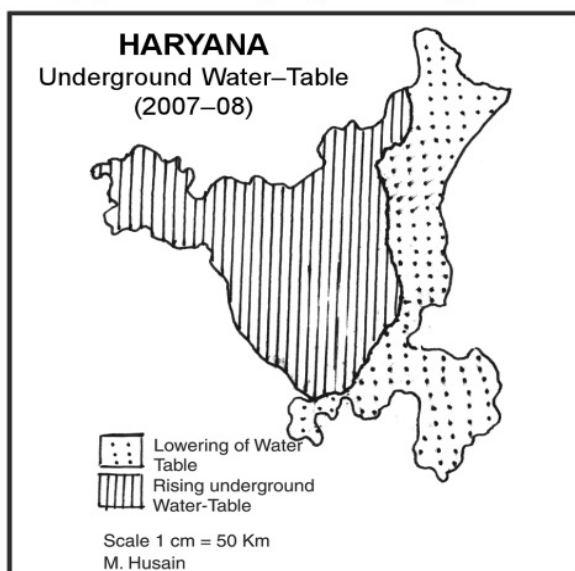 HARYANA
Underground Water–Table
(2007–08)
Lowering of Water
Table
Rising underground
Water-Table
Scale 1 cm = 50 Km
M. Husain